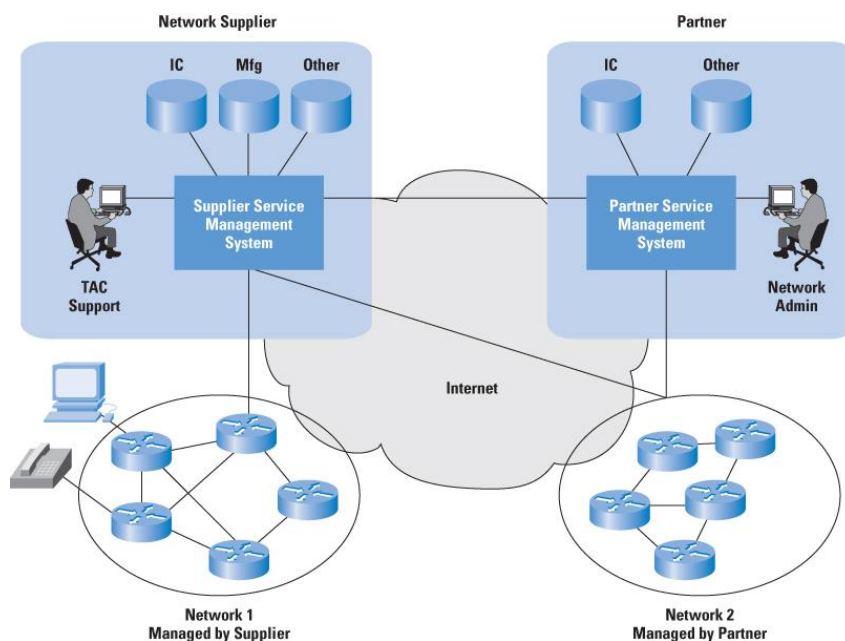 Network Supplier
Partner
IC
Mfg
Other
IC
Other
Supplier Service
Management
System
Partner Service
Management
System
TAC
Support
Network
Admin
Internet
Network 1
Managed by Supplier
Network 2
Managed by Partner